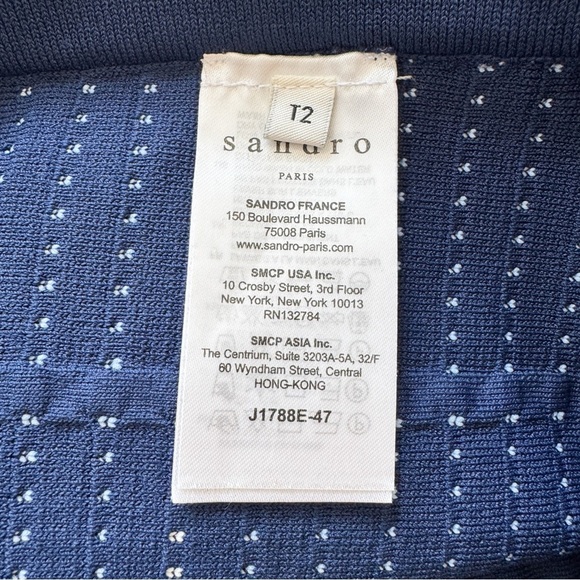 T2
sandro
PARIS
SANDRO FRANCE
150 Boulevard Haussmann
75008 Paris
www.sandro-paris.com
SMCP USA Inc.
10 Crosby Street, 3rd Floor
New York, New York 10013
RN132784
SMCP ASIA Inc.
The Centrium, Suite 3203A-5A, 32/F
60 Wyndham Street, Central
HONG-KONG
J1788E-47